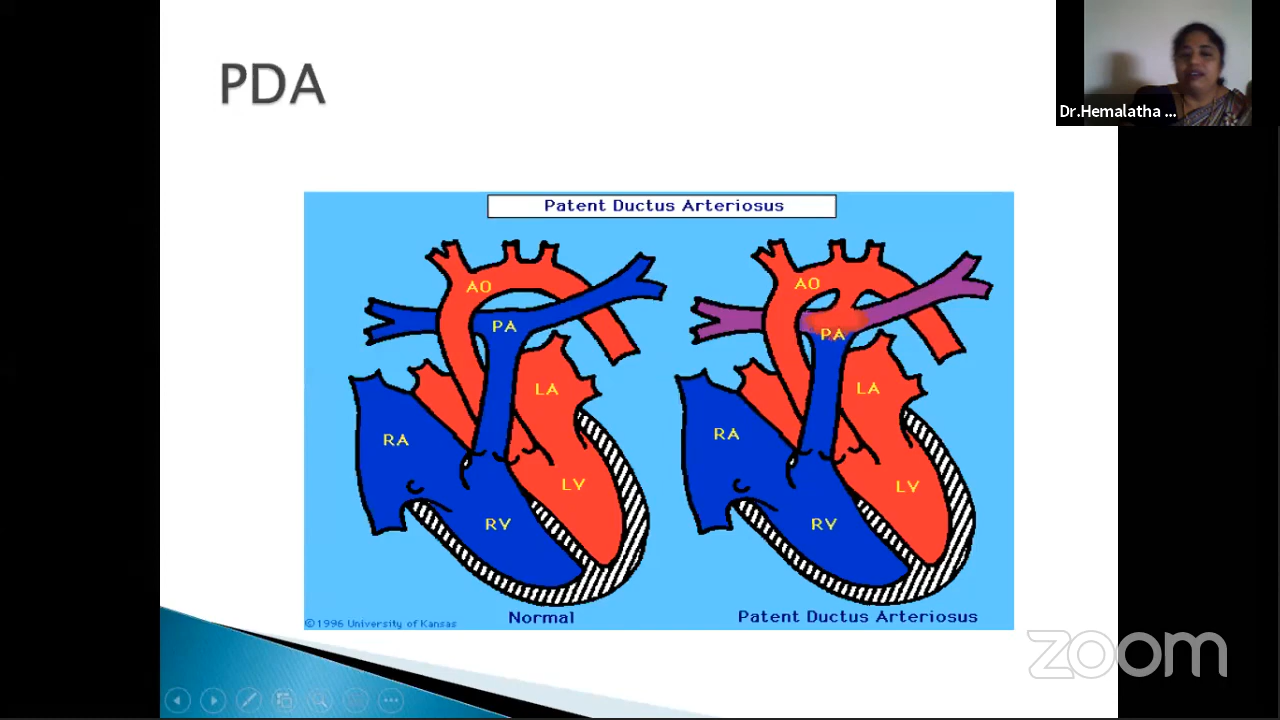 PDA
Dr.Hemalatha ...
Patent Ductus Arteriosus
AO
PA
LA
RA
LV
RV
AO
PA
LA
RA
LV
RV
©1996 University of Kansas
Normal
Patent Ductus Arteriosus
zoom